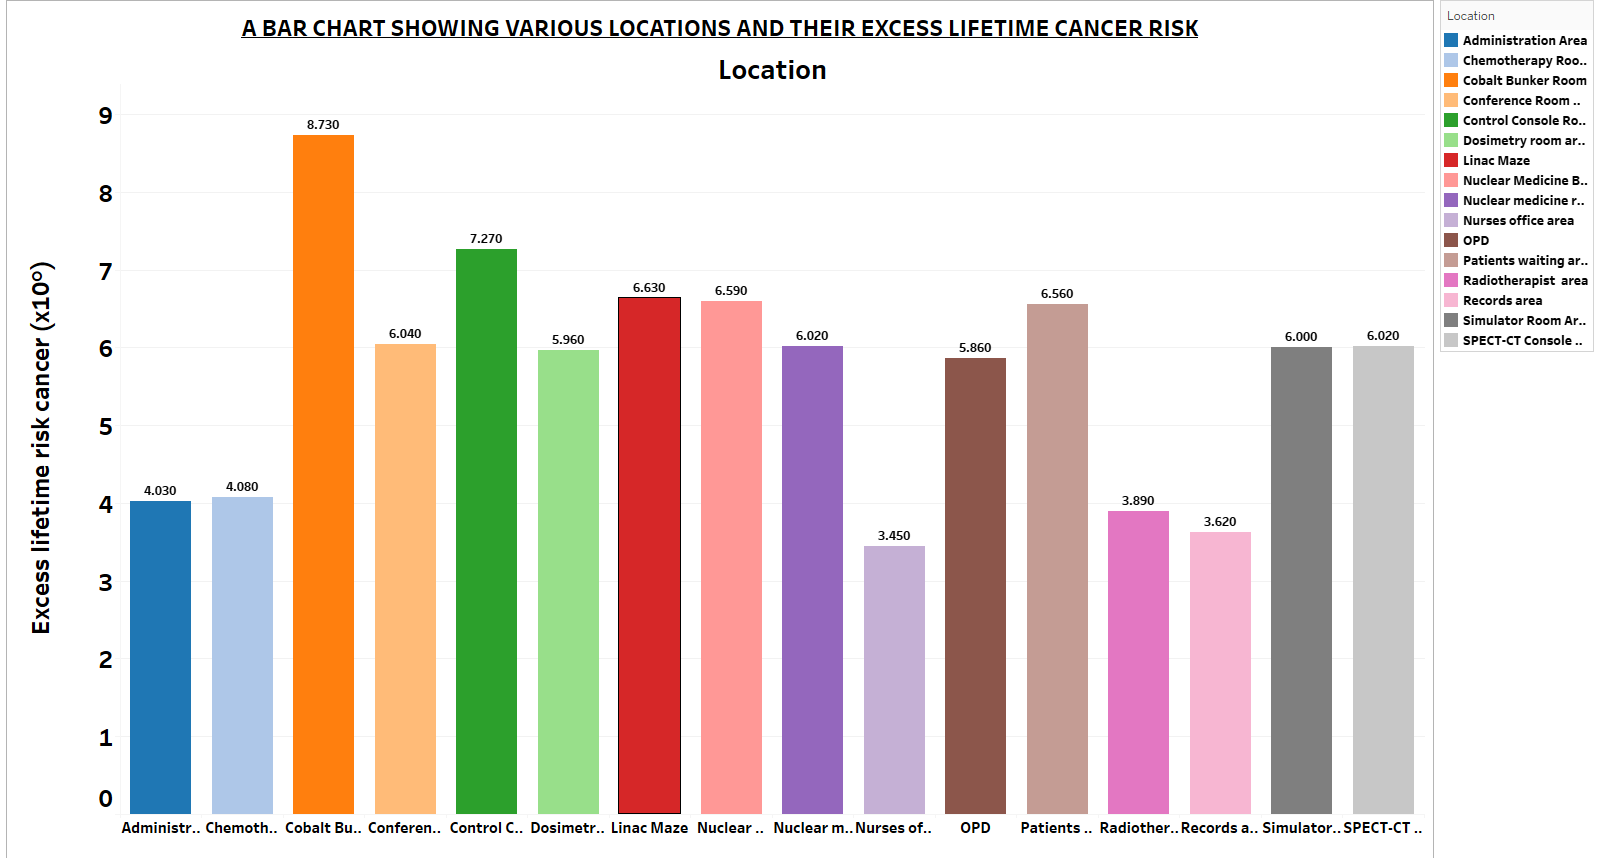 A BAR CHART SHOWING VARIOUS LOCATIONS AND THEIR EXCESS LIFETIME CANCER RISK
Location
Excess lifetime risk cancer (x10⁰)
9
8
7
6
5
4
3
2
1
0
4.030
4.080
8.730
6.040
7.270
5.960
6.630
6.590
6.020
3.450
5.860
6.560
3.890
3.620
6.000
6.020
Administr..
Chemoth..
Cobalt Bu..
Conferen..
Control C..
Dosimetr..
Linac Maze
Nuclear ..
Nuclear m..
Nurses of..
OPD
Patients ..
Radiother..
Records a..
Simulator..
SPECT-CT ..
Location
Administration Area
Chemotherapy Roo..
Cobalt Bunker Room
Conference Room ..
Control Console Ro..
Dosimetry room ar..
Linac Maze
Nuclear Medicine B..
Nuclear medicine r..
Nurses office area
OPD
Patients waiting ar..
Radiotherapist  area
Records area
Simulator Room Ar..
SPECT-CT Console ..